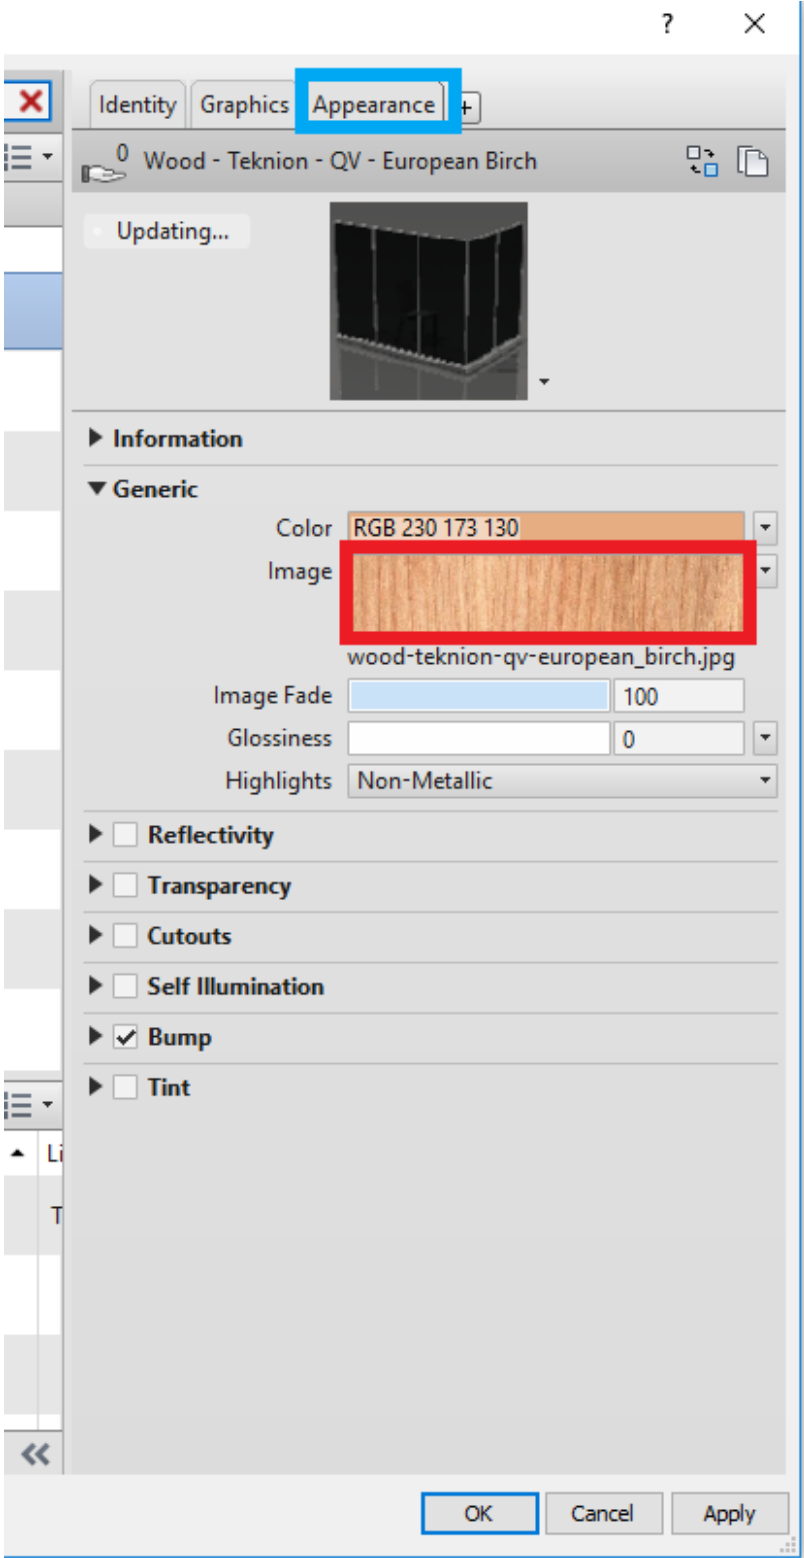 ?
Identity Graphics Appearance +
0 Wood - Teknion - QV - European Birch
Updating...
Information
Generic
Color RGB 230 173 130
Image
wood-teknion-qv-european_birch.jpg
Image Fade 100
Glossiness 0
Highlights Non-Metallic
Reflectivity
Transparency
Cutouts
Self Illumination
Bump
Tint
Li
T
OK Cancel Apply